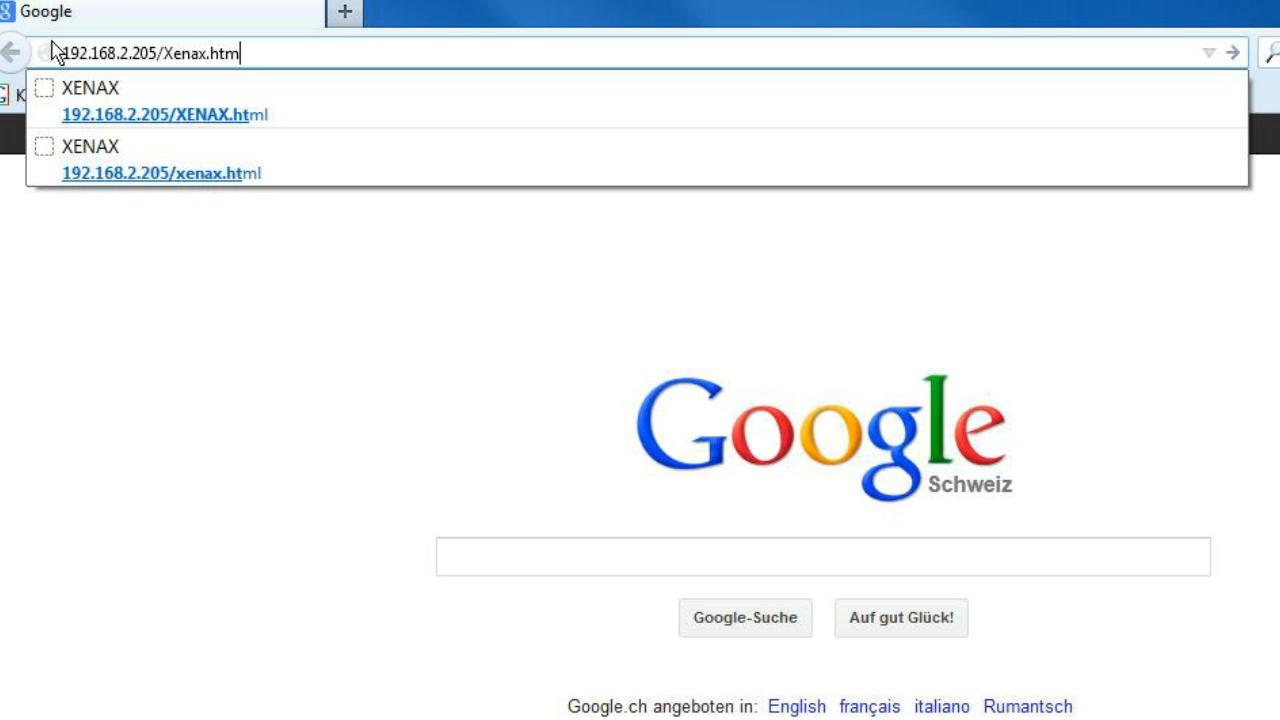 Google
192.168.2.205/Xenax.htm
XENAX
192.168.2.205/XENAX.html
XENAX
192.168.2.205/xenax.html
Google
Schweiz
Google-Suche Auf gut Glück!
Google.ch angeboten in: English français italiano Rumantsch